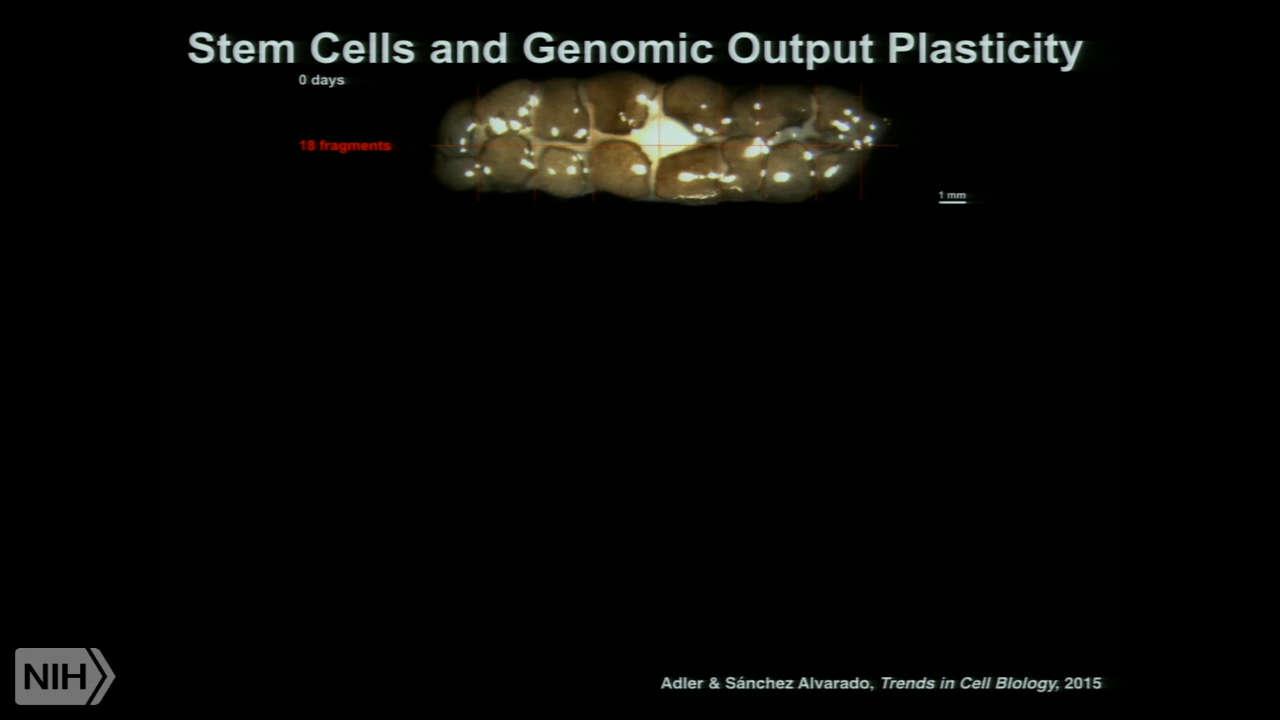 Stem Cells and Genomic Output Plasticity
0 days
18 fragments
1 mm
NIH
Adler & Sánchez Alvarado, Trends in Cell BIology, 2015